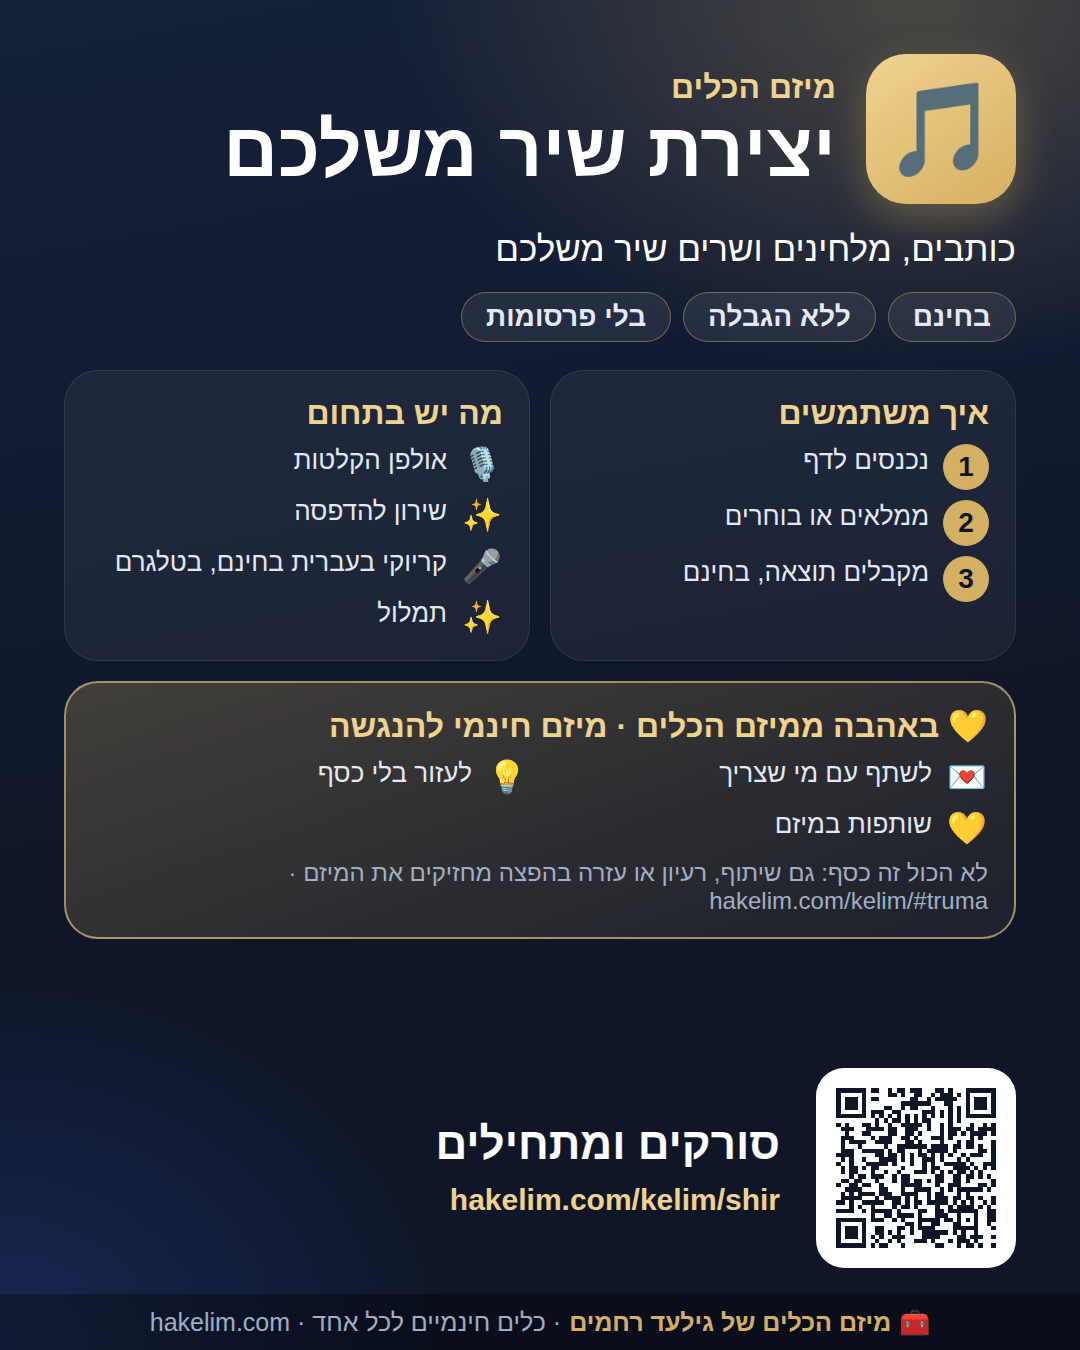 מיזם הכלים
יצירת שיר משלכם
כותבים, מלחינים ושרים שיר משלכם
בחינם
ללא הגבלה
בלי פרסומות
איך משתמשים
1 נכנסים לדף
2 ממלאים או בוחרים
3 מקבלים תוצאה, בחינם
מה יש בתחום
🎙️ אולפן הקלטות
✨ שירון להדפסה
🎤 קריוקי בעברית בחינם, בטלגרם
✨ תמלול
💛 באהבה ממיזם הכלים · מיזם חינמי להנגשה
💌 לשתף עם מי שצריך
💡 לעזור בלי כסף
💛 שותפות במיזם
לא הכול זה כסף: גם שיתוף, רעיון או עזרה בהפצה מחזיקים את המיזם ·
hakelim.com/kelim/#truma
סורקים ומתחילים
hakelim.com/kelim/shir
🧰 מיזם הכלים של גילעד רחמים · כלים חינמיים לכל אחד · hakelim.com